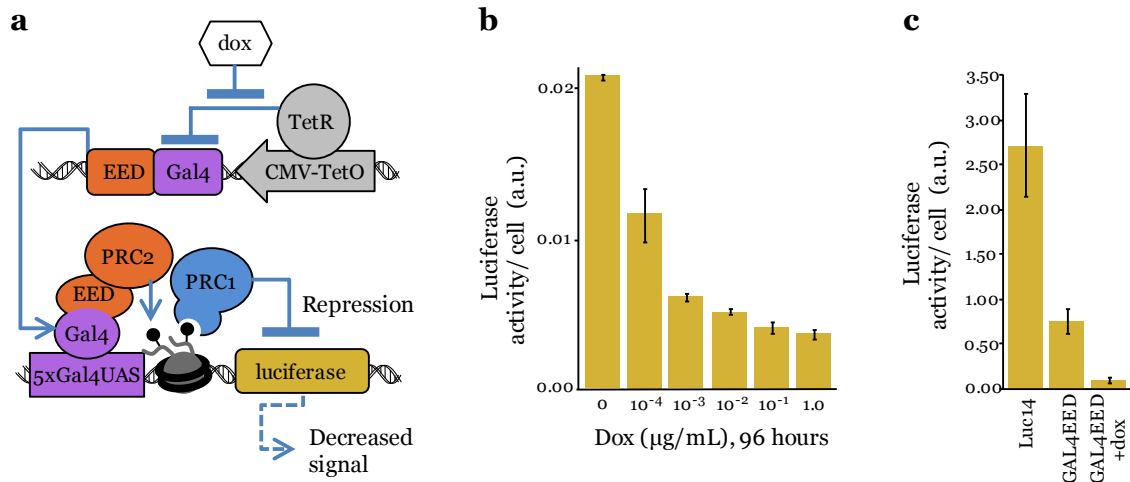 a
dox
TetR
EED
Gal4
CMV-TetO
PRC2
PRC1
EED
Gal4
Repression
5xGal4UAS
luciferase
Decreased
signal
b
Luciferase
activity/ cell (a.u.)
0.02
0.01
0.00
0
10⁻⁴
10⁻³
10⁻²
10⁻¹
1.0
Dox (µg/mL), 96 hours
c
Luciferase
activity/ cell (a.u.)
3.50
3.00
2.50
2.00
1.50
1.00
0.50
0.00
Luc14
GAL4EED
GAL4EED
+dox